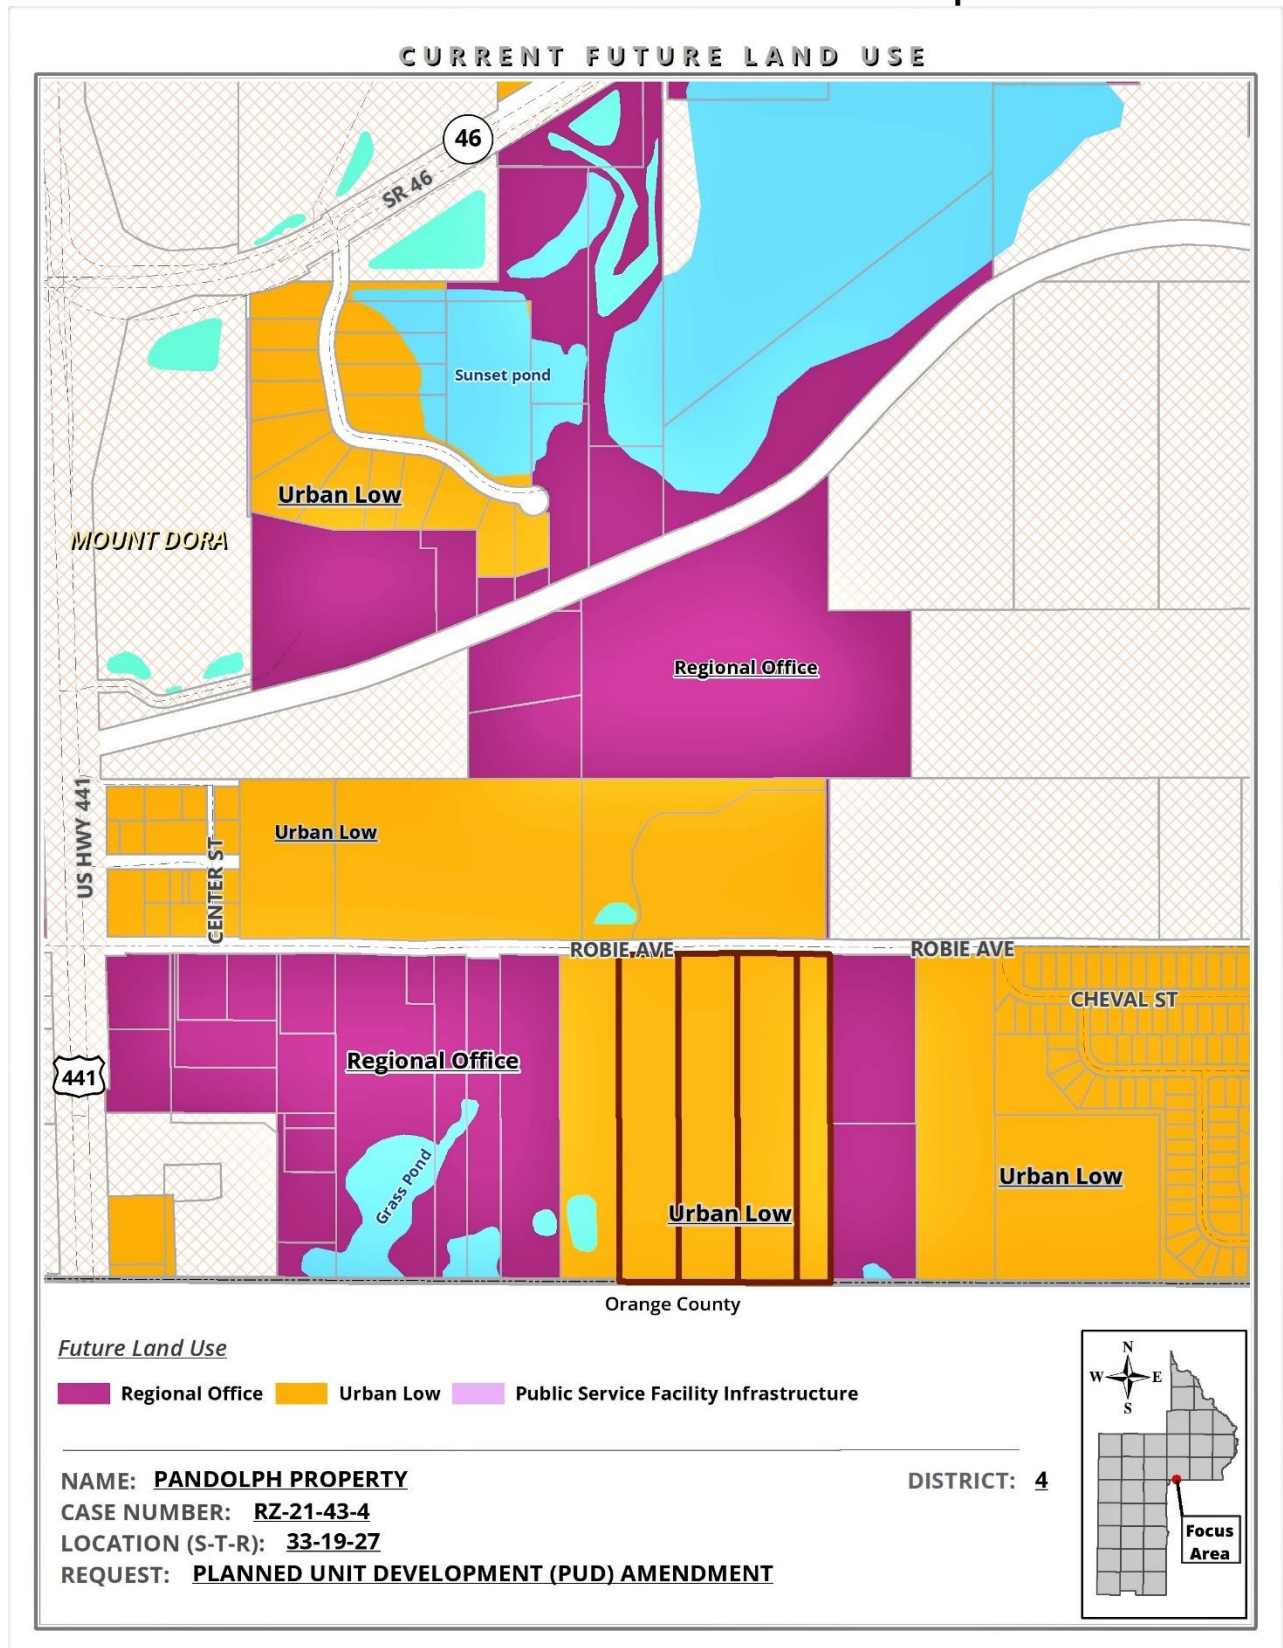 CURRENT FUTURE LAND USE
46
SR 46
Sunset pond
Urban Low
MOUNT DORA
Regional Office
US HWY 441
CENTER ST
Urban Low
ROBIE AVE
ROBIE AVE
CHEVAL ST
441
Regional Office
Grass Pond
Urban Low
Urban Low
Orange County
Future Land Use
Regional Office
Urban Low
Public Service Facility Infrastructure
N
W
E
S
Focus
Area
NAME: PANDOLPH PROPERTY
DISTRICT: 4
CASE NUMBER: RZ-21-43-4
LOCATION (S-T-R): 33-19-27
REQUEST: PLANNED UNIT DEVELOPMENT (PUD) AMENDMENT